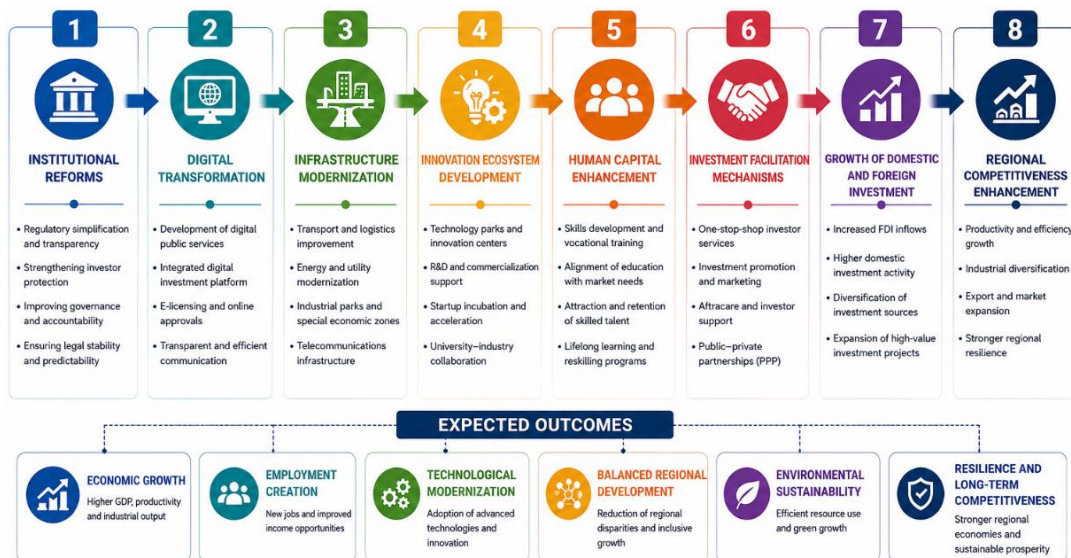 1
INSTITUTIONAL
REFORMS
• Regulatory simplification
and transparency
• Strengthening investor
protection
• Improving governance
and accountability
• Ensuring legal stability
and predictability
2
DIGITAL
TRANSFORMATION
• Development of digital
public services
• Integrated digital
investment platform
• E-licensing and online
approvals
• Transparent and efficient
communication
3
INFRASTRUCTURE
MODERNIZATION
• Transport and logistics
improvement
• Energy and utility
modernization
• Industrial parks and
special economic zones
• Telecommunications
infrastructure
4
INNOVATION ECOSYSTEM
DEVELOPMENT
• Technology parks and
innovation centers
• R&D and commercialization
support
• Startup incubation and
acceleration
• University–industry
collaboration
5
HUMAN CAPITAL
ENHANCEMENT
• Skills development and
vocational training
• Alignment of education
with market needs
• Attraction and retention
of skilled talent
• Lifelong learning and
reskilling programs
6
INVESTMENT FACILITATION
MECHANISMS
• One-stop-shop investor
services
• Investment promotion
and marketing
• Aftracare and investor
support
• Public–private
partnerships (PPP)
7
GROWTH OF DOMESTIC
AND FOREIGN
INVESTMENT
• Increased FDI inflows
• Higher domestic
investment activity
• Diversification of
investment sources
• Expansion of high-value
investment projects
8
REGIONAL
COMPETITIVENESS
ENHANCEMENT
• Productivity and efficiency
growth
• Industrial diversification
• Export and market
expansion
• Stronger regional
resilience
EXPECTED OUTCOMES
ECONOMIC GROWTH
Higher GDP, productivity
and industrial output
EMPLOYMENT
CREATION
New jobs and improved
income opportunities
TECHNOLOGICAL
MODERNIZATION
Adoption of advanced
technologies and
innovation
BALANCED REGIONAL
DEVELOPMENT
Reduction of regional
disparities and inclusive
growth
ENVIRONMENTAL
SUSTAINABILITY
Efficient resource use
and green growth
RESILIENCE AND
LONG-TERM
COMPETITIVENESS
Stronger regional
economies and
sustainable prosperity